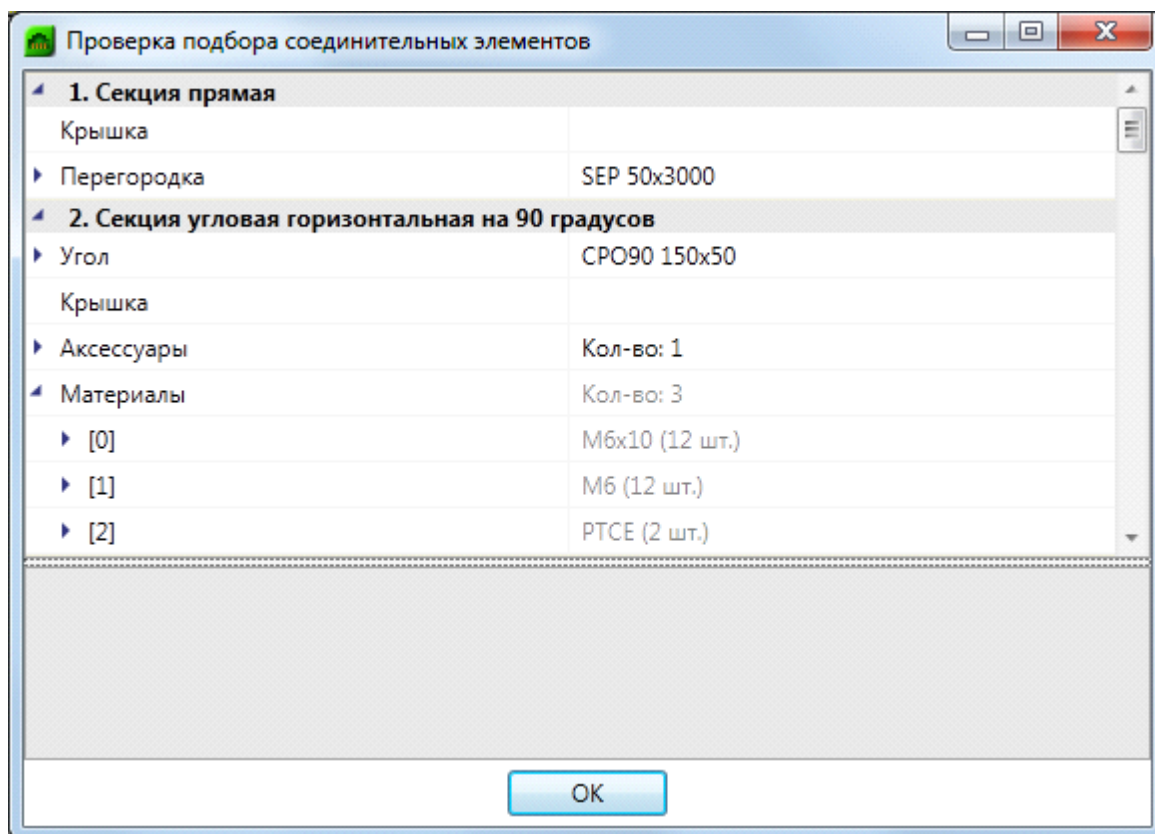 Проверка подбора соединительных элементов
1. Секция прямая
Крышка
Перегородка SEP 50x3000
2. Секция угловая горизонтальная на 90 градусов
Угол CPO90 150x50
Крышка
Аксессуары Кол-во: 1
Материалы Кол-во: 3
[0] M6x10 (12 шт.)
[1] M6 (12 шт.)
[2] PTCE (2 шт.)
OK